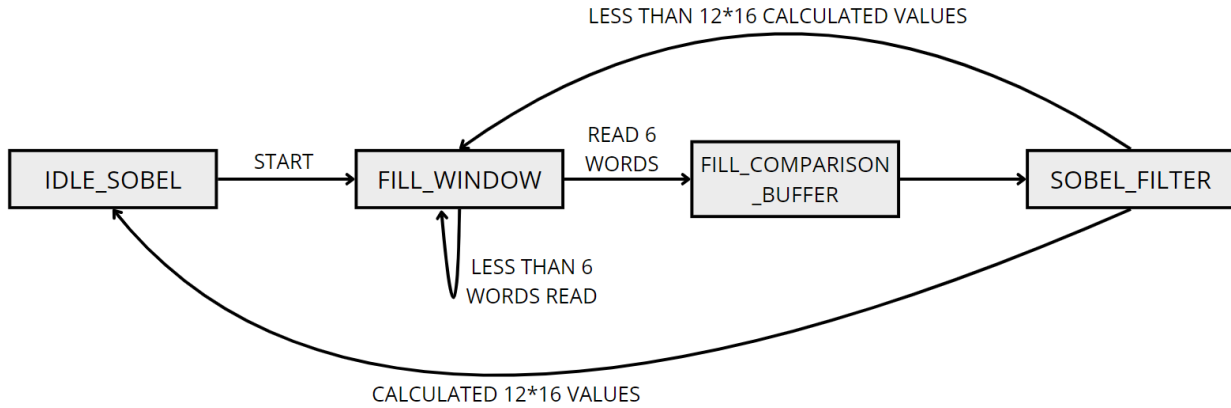 LESS THAN 12*16 CALCULATED VALUES
IDLE_SOBEL
START
FILL_WINDOW
READ 6
WORDS
FILL_COMPARISON
_BUFFER
SOBEL_FILTER
LESS THAN 6
WORDS READ
CALCULATED 12*16 VALUES